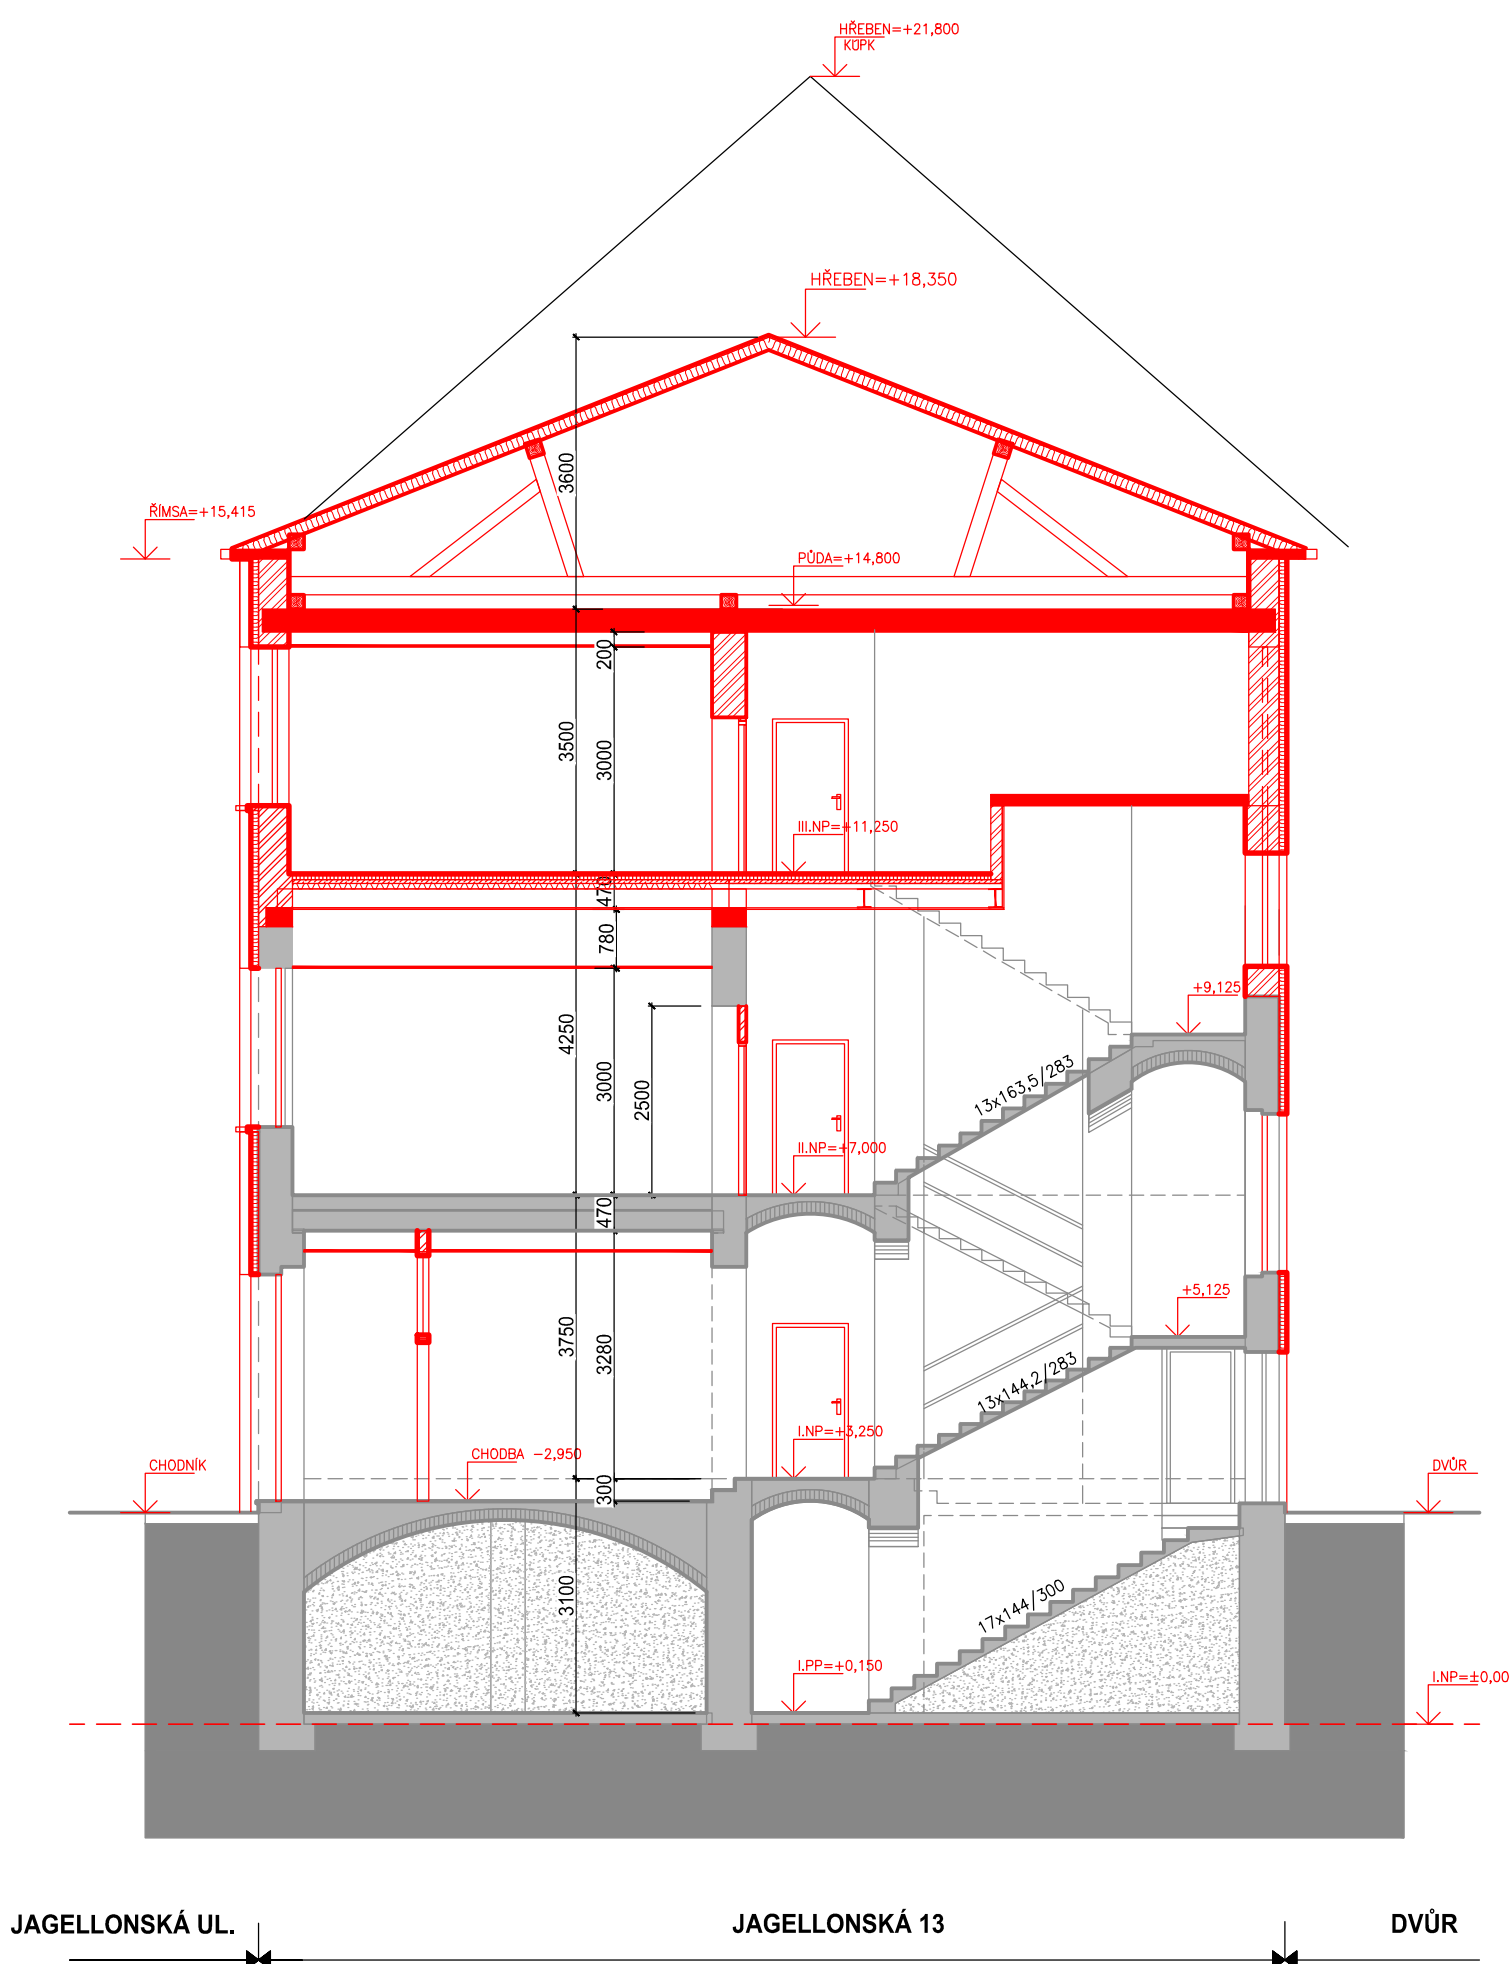 HŘEBEN=+21,800
KÚPK
HŘEBEN=+18,350
3600
ŘÍMSA=+15,415
PŮDA=+14,800
200
3500
3000
III.NP=+11,250
470
780
+9,125
4250
3000
2500
13x163,5/283
II.NP=+7,000
470
+5,125
3750
3280
13x144,2/283
I.NP=+3,250
CHODBA -2,950
CHODNÍK
DVŮR
300
3100
17x144/300
I.PP=+0,150
I.NP=±0,00
JAGELLONSKÁ UL.
JAGELLONSKÁ 13
DVŮR